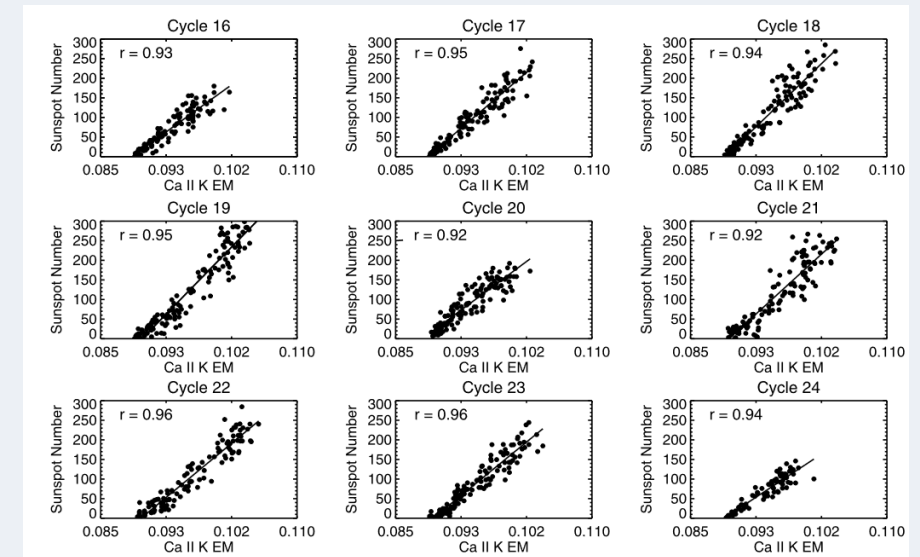 Cycle 16
Cycle 17
Cycle 18
Sunspot Number
300
250
200
150
100
50
0
r = 0.93
0.085 0.093 0.102 0.110
Ca II K EM
Sunspot Number
300
250
200
150
100
50
0
r = 0.95
0.085 0.093 0.102 0.110
Ca II K EM
Sunspot Number
300
250
200
150
100
50
0
r = 0.94
0.085 0.093 0.102 0.110
Ca II K EM
Cycle 19
Cycle 20
Cycle 21
Sunspot Number
300
250
200
150
100
50
0
r = 0.95
0.085 0.093 0.102 0.110
Ca II K EM
Sunspot Number
300
250
200
150
100
50
0
r = 0.92
0.085 0.093 0.102 0.110
Ca II K EM
Sunspot Number
300
250
200
150
100
50
0
r = 0.92
0.085 0.093 0.102 0.110
Ca II K EM
Cycle 22
Cycle 23
Cycle 24
Sunspot Number
300
250
200
150
100
50
0
r = 0.96
0.085 0.093 0.102 0.110
Ca II K EM
Sunspot Number
300
250
200
150
100
50
0
r = 0.96
0.085 0.093 0.102 0.110
Ca II K EM
Sunspot Number
300
250
200
150
100
50
0
r = 0.94
0.085 0.093 0.102 0.110
Ca II K EM